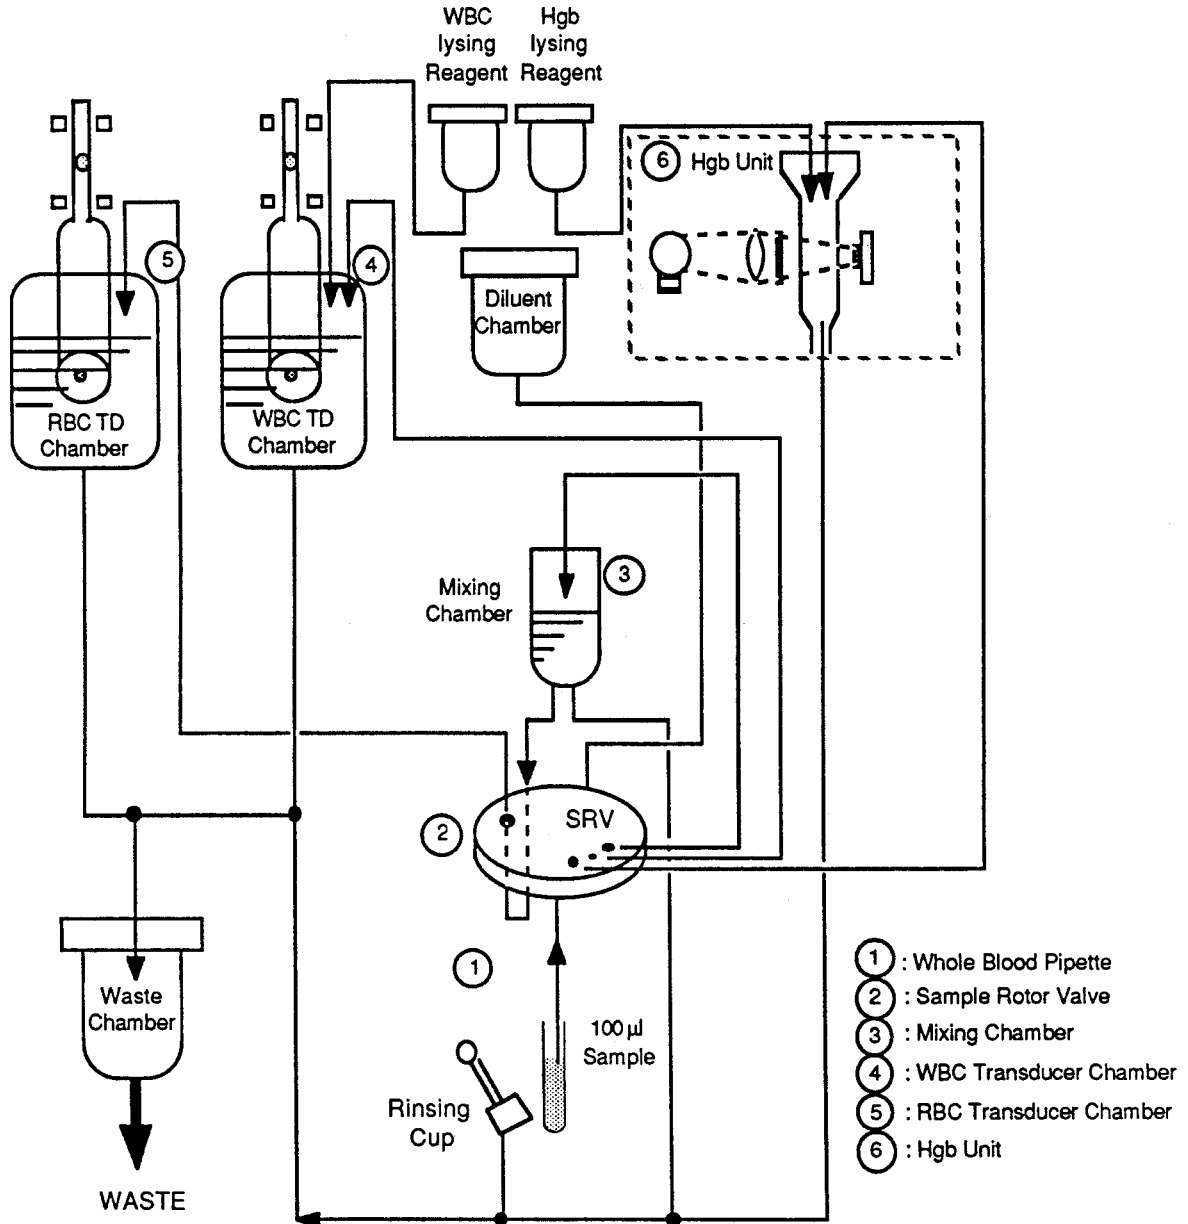 WBC
lysing
Reagent
Hgb
lysing
Reagent
6
Hgb Unit
5
4
Diluent
Chamber
RBC TD
Chamber
WBC TD
Chamber
3
Mixing
Chamber
2
SRV
1
100 µl
Sample
Waste
Chamber
Rinsing
Cup
WASTE
1 : Whole Blood Pipette
2 : Sample Rotor Valve
3 : Mixing Chamber
4 : WBC Transducer Chamber
5 : RBC Transducer Chamber
6 : Hgb Unit